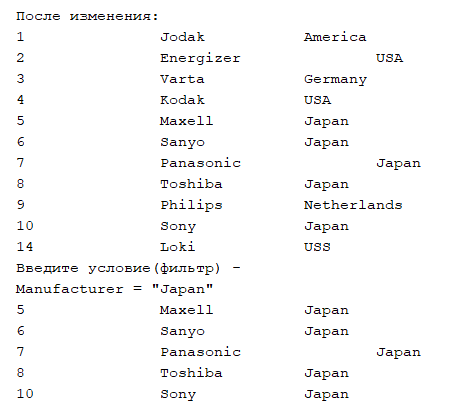 После изменения:
1 Jodak America
2 Energizer USA
3 Varta Germany
4 Kodak USA
5 Maxell Japan
6 Sanyo Japan
7 Panasonic Japan
8 Toshiba Japan
9 Philips Netherlands
10 Sony Japan
14 Loki USS
Введите условие(фильтр) -
Manufacturer = "Japan"
5 Maxell Japan
6 Sanyo Japan
7 Panasonic Japan
8 Toshiba Japan
10 Sony Japan